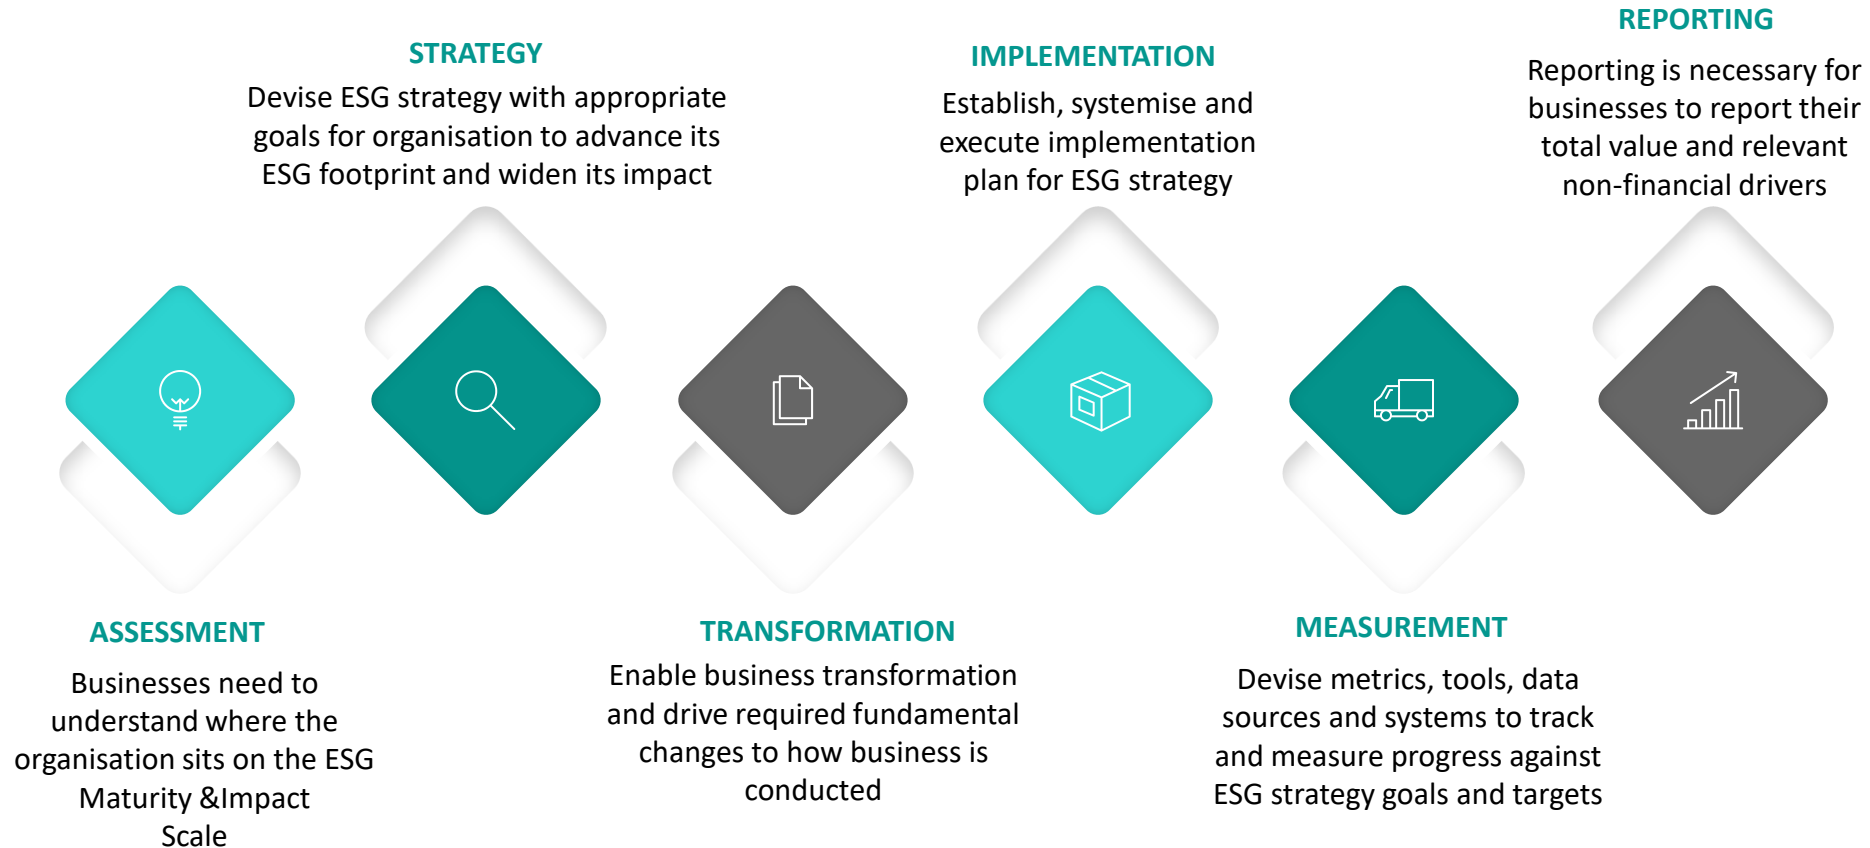 ASSESSMENT
Businesses need to
understand where the
organisation sits on the ESG
Maturity &Impact
Scale
STRATEGY
Devise ESG strategy with appropriate
goals for organisation to advance its
ESG footprint and widen its impact
TRANSFORMATION
Enable business transformation
and drive required fundamental
changes to how business is
conducted
IMPLEMENTATION
Establish, systemise and
execute implementation
plan for ESG strategy
MEASUREMENT
Devise metrics, tools, data
sources and systems to track
and measure progress against
ESG strategy goals and targets
REPORTING
Reporting is necessary for
businesses to report their
total value and relevant
non-financial drivers